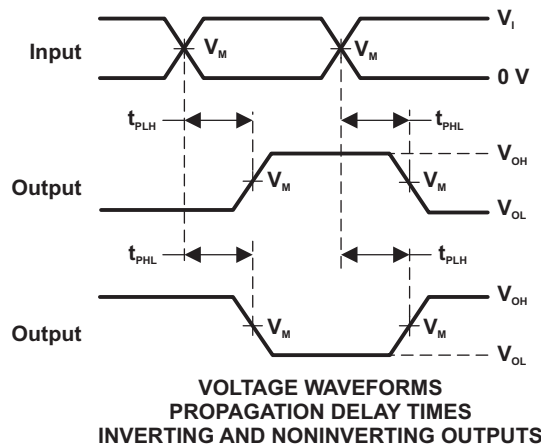 Input
V_M
V_M
V_I
0 V
t_PLH
t_PHL
Output
V_M
V_M
V_OH
V_OL
t_PHL
t_PLH
Output
V_M
V_M
V_OH
V_OL
VOLTAGE WAVEFORMS
PROPAGATION DELAY TIMES
INVERTING AND NONINVERTING OUTPUTS